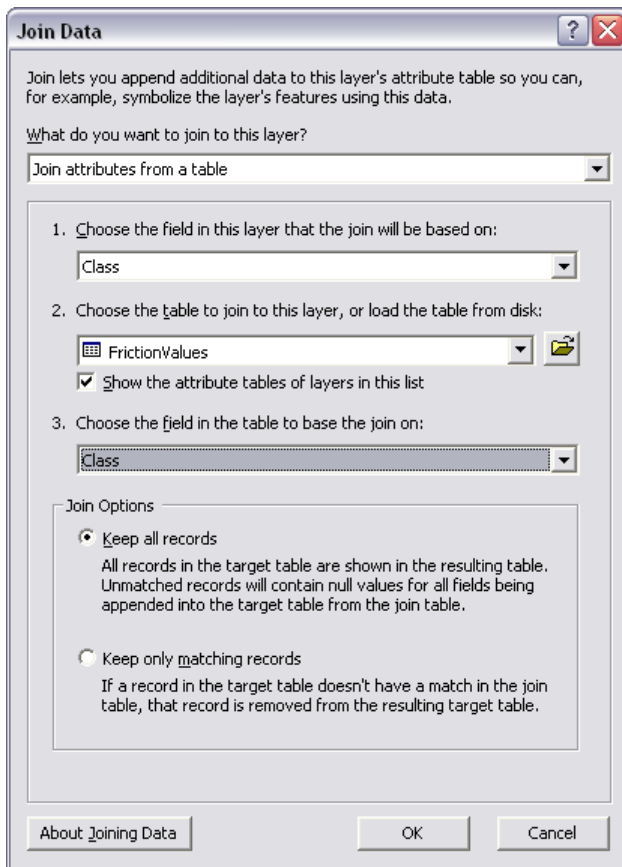 Join Data
Join lets you append additional data to this layer's attribute table so you can,
for example, symbolize the layer's features using this data.
What do you want to join to this layer?
Join attributes from a table
1. Choose the field in this layer that the join will be based on:
Class
2. Choose the table to join to this layer, or load the table from disk:
FrictionValues
Show the attribute tables of layers in this list
3. Choose the field in the table to base the join on:
Class
Join Options
Keep all records
All records in the target table are shown in the resulting table.
Unmatched records will contain null values for all fields being
appended into the target table from the join table.
Keep only matching records
If a record in the target table doesn't have a match in the join
table, that record is removed from the resulting target table.
About Joining Data
OK
Cancel